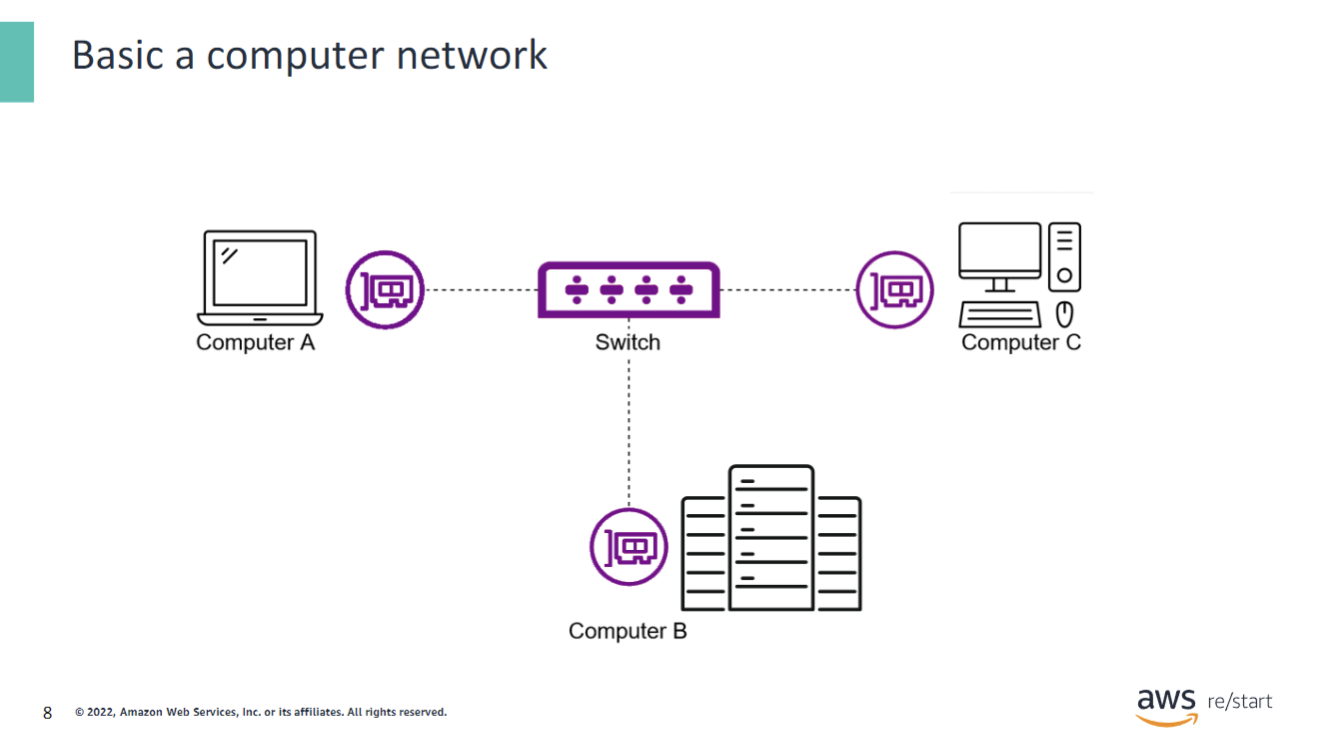 Basic a computer network
Computer A
Switch
Computer C
Computer B
8
© 2022, Amazon Web Services, Inc. or its affiliates. All rights reserved.
aws re/start